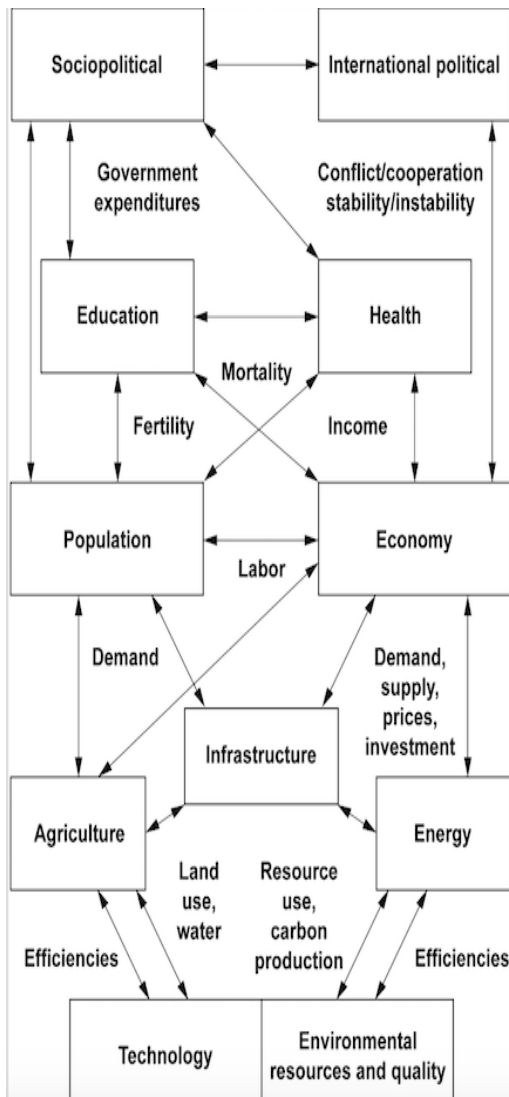 Sociopolitical
International political
Government
expenditures
Conflict/cooperation
stability/instability
Education
Health
Mortality
Fertility
Income
Population
Economy
Labor
Demand
Demand,
supply,
prices,
investment
Infrastructure
Agriculture
Energy
Land
use,
water
Resource
use,
carbon
production
Efficiencies
Efficiencies
Technology
Environmental
resources and quality